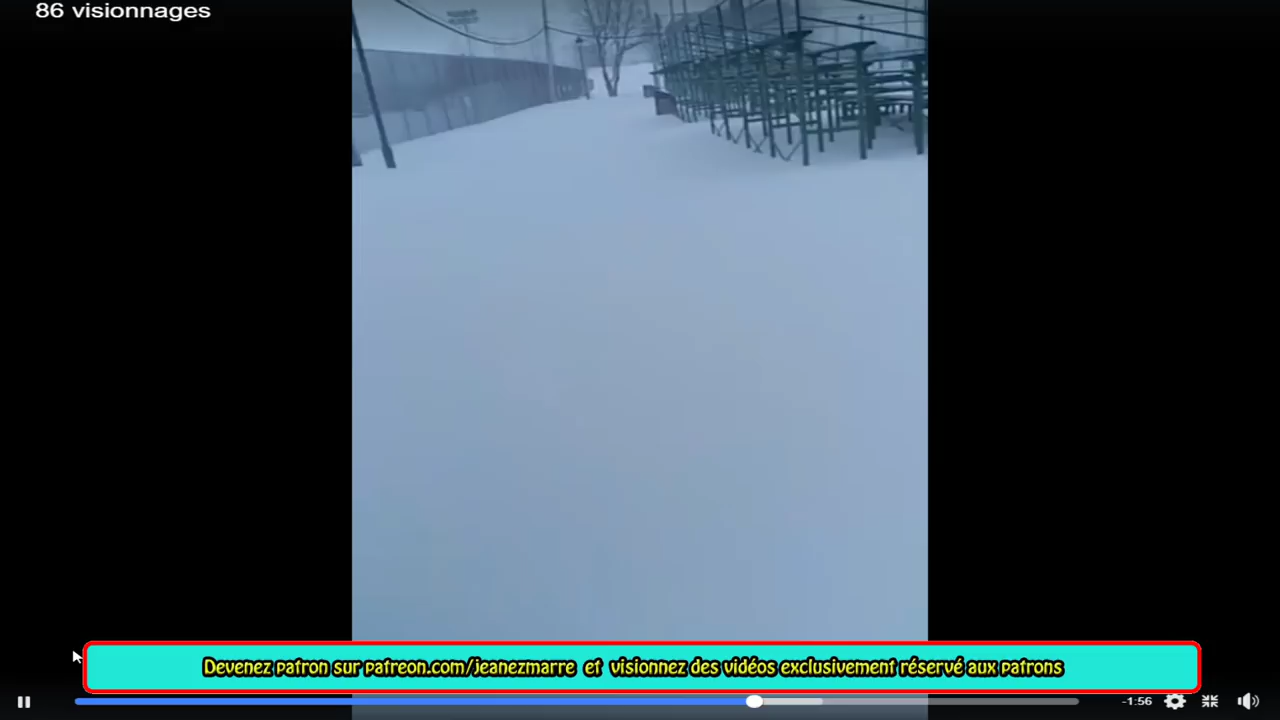 86 visionnages
Devenez patron sur patreon.com/jeanezmarre et visionnez des vidéos exclusivement réservé aux patrons
-1:56